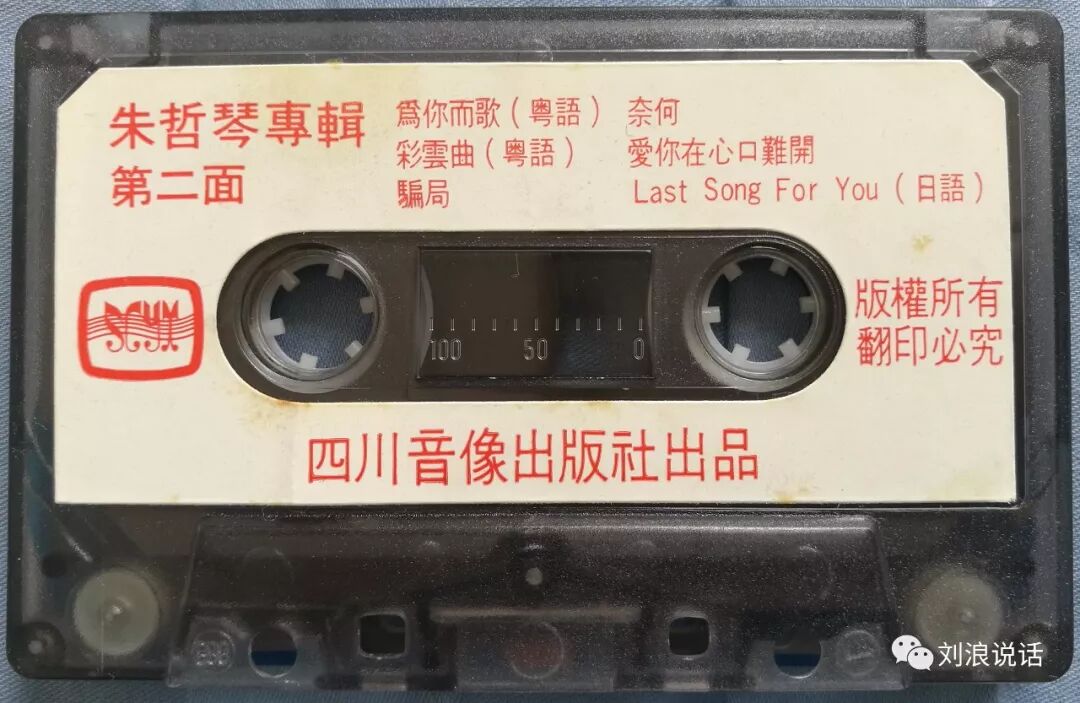 朱哲琴專輯
第二面
爲你而歌（粵語）
彩雲曲（粵語）
騙局
奈何
愛你在心口難開
Last Song For You（日語）
SCYX
版權所有
翻印必究
100 50 0
四川音像出版社出品
刘浪说话